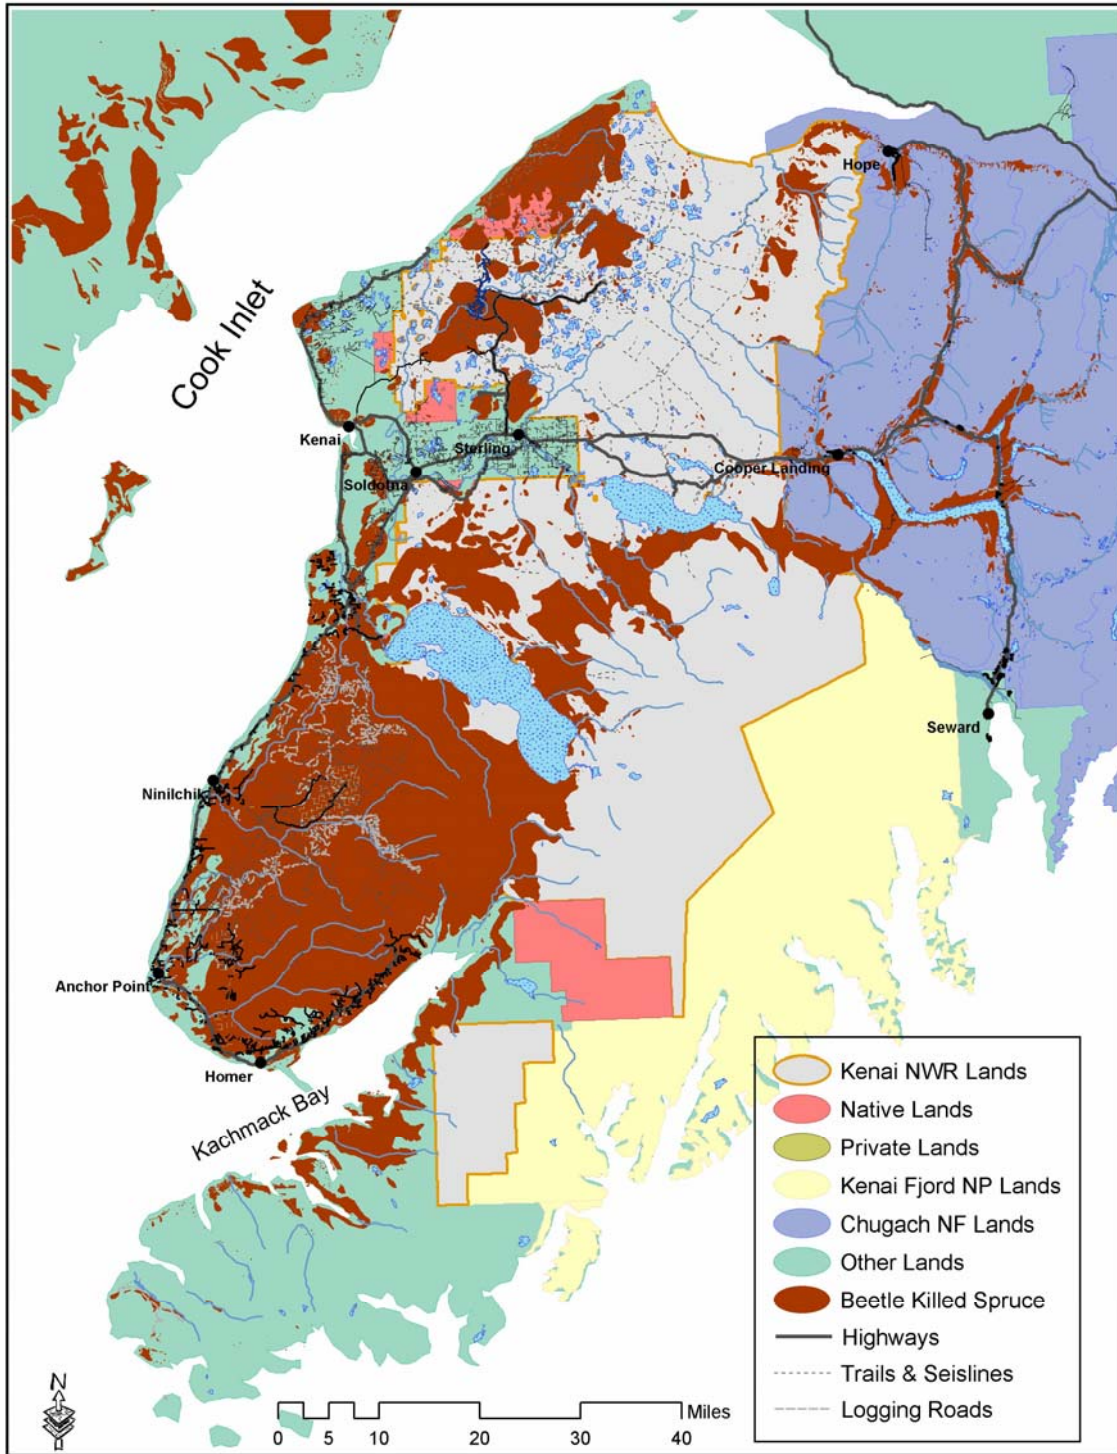 Hope
Cook Inlet
Kenai
Sterling
Cooper Landing
Soldotna
Seward
Ninilchik
Anchor Point
Homer
Kachmack Bay
Kenai NWR Lands
Native Lands
Private Lands
Kenai Fjord NP Lands
Chugach NF Lands
Other Lands
Beetle Killed Spruce
Highways
Trails & Seislines
Logging Roads
N
Miles
0 5 10 20 30 40